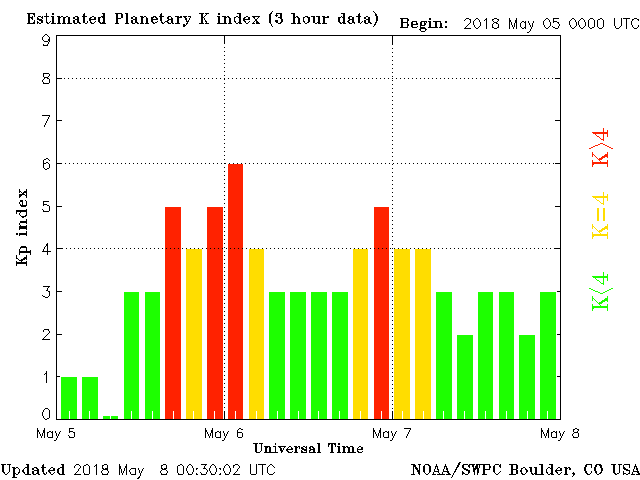 Estimated Planetary K index (3 hour data)
Begin: 2018 May 05 0000 UTC
9
8
7
6
5
4
3
2
1
0
Kp index
K>4
K=4
K<4
May 5
May 6
May 7
May 8
Universal Time
Updated 2018 May 8 00:30:02 UTC
NOAA/SWPC Boulder, CO USA